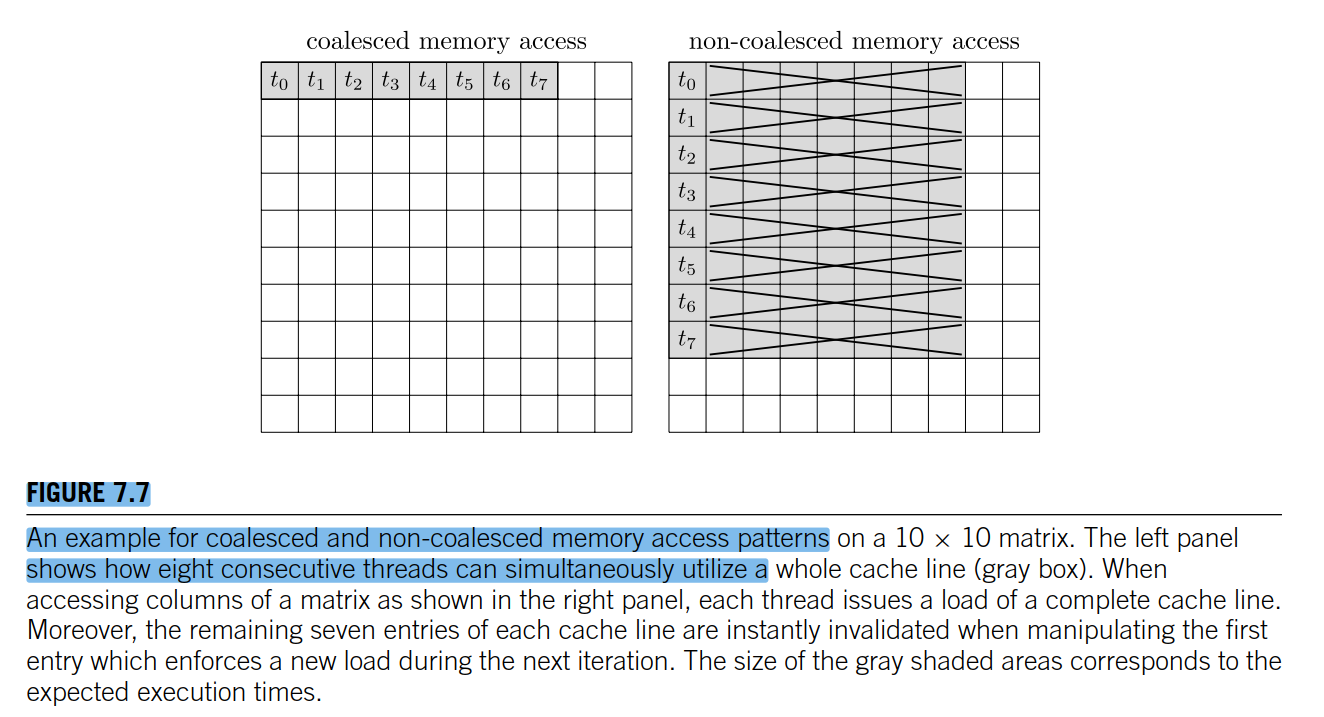 coalesced memory access
non-coalesced memory access
t0 t1 t2 t3 t4 t5 t6 t7
t0
t1
t2
t3
t4
t5
t6
t7
FIGURE 7.7
An example for coalesced and non-coalesced memory access patterns on a 10 × 10 matrix. The left panel
shows how eight consecutive threads can simultaneously utilize a whole cache line (gray box). When
accessing columns of a matrix as shown in the right panel, each thread issues a load of a complete cache line.
Moreover, the remaining seven entries of each cache line are instantly invalidated when manipulating the first
entry which enforces a new load during the next iteration. The size of the gray shaded areas corresponds to the
expected execution times.